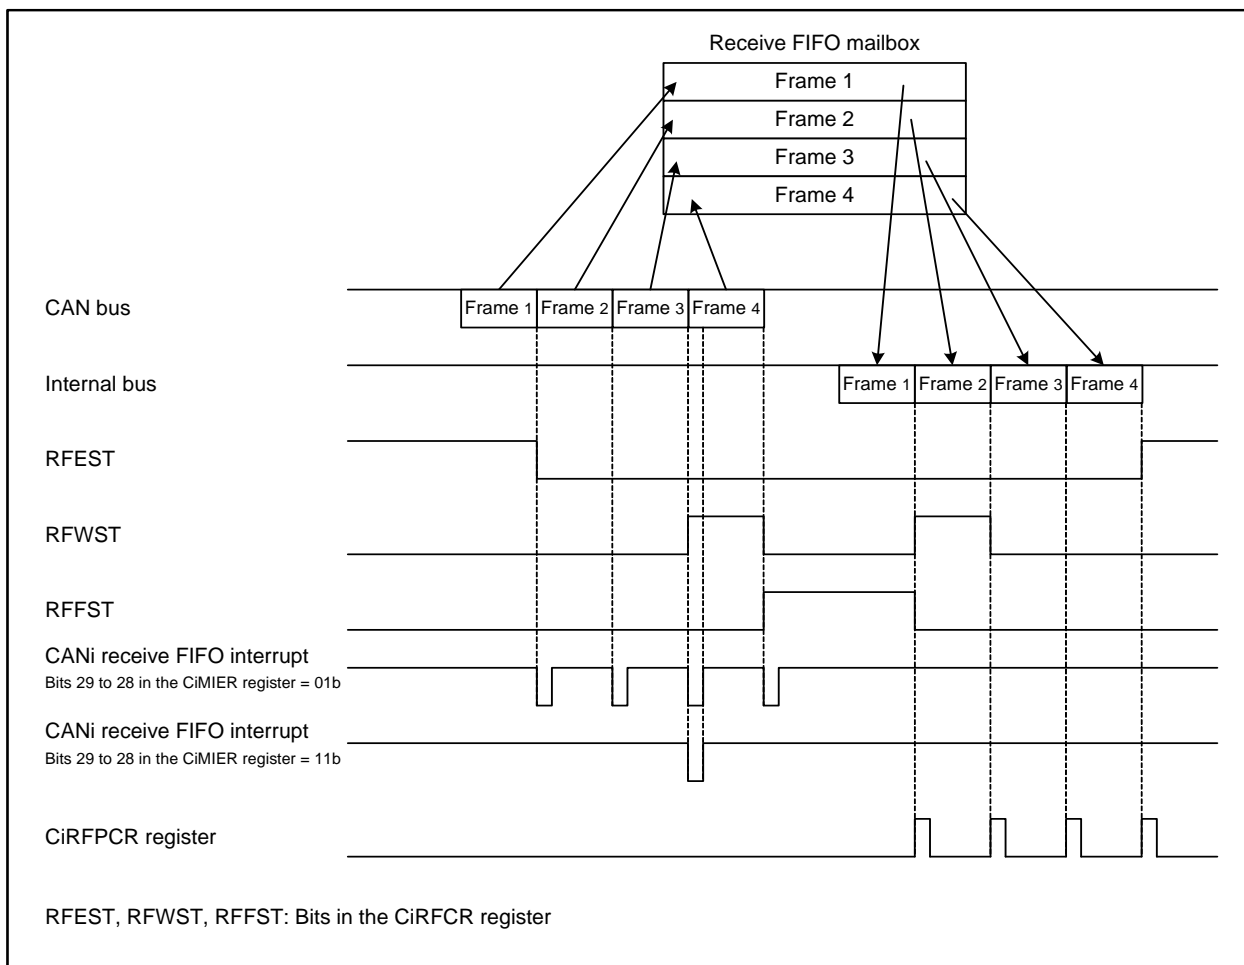 Receive FIFO mailbox
Frame 1
Frame 2
Frame 3
Frame 4
CAN bus
Frame 1 Frame 2 Frame 3 Frame 4
Internal bus
Frame 1 Frame 2 Frame 3 Frame 4
RFEST
RFWST
RFFST
CANi receive FIFO interrupt
Bits 29 to 28 in the CiMIER register = 01b
CANi receive FIFO interrupt
Bits 29 to 28 in the CiMIER register = 11b
CiRFPCR register
RFEST, RFWST, RFFST: Bits in the CiRFCR register